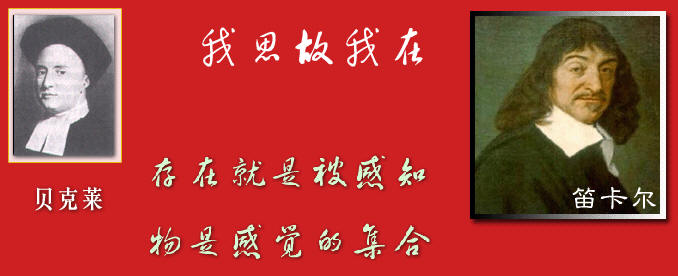 我思故我在
存在就是被感知
贝克莱
笛卡尔
物是感觉的集合